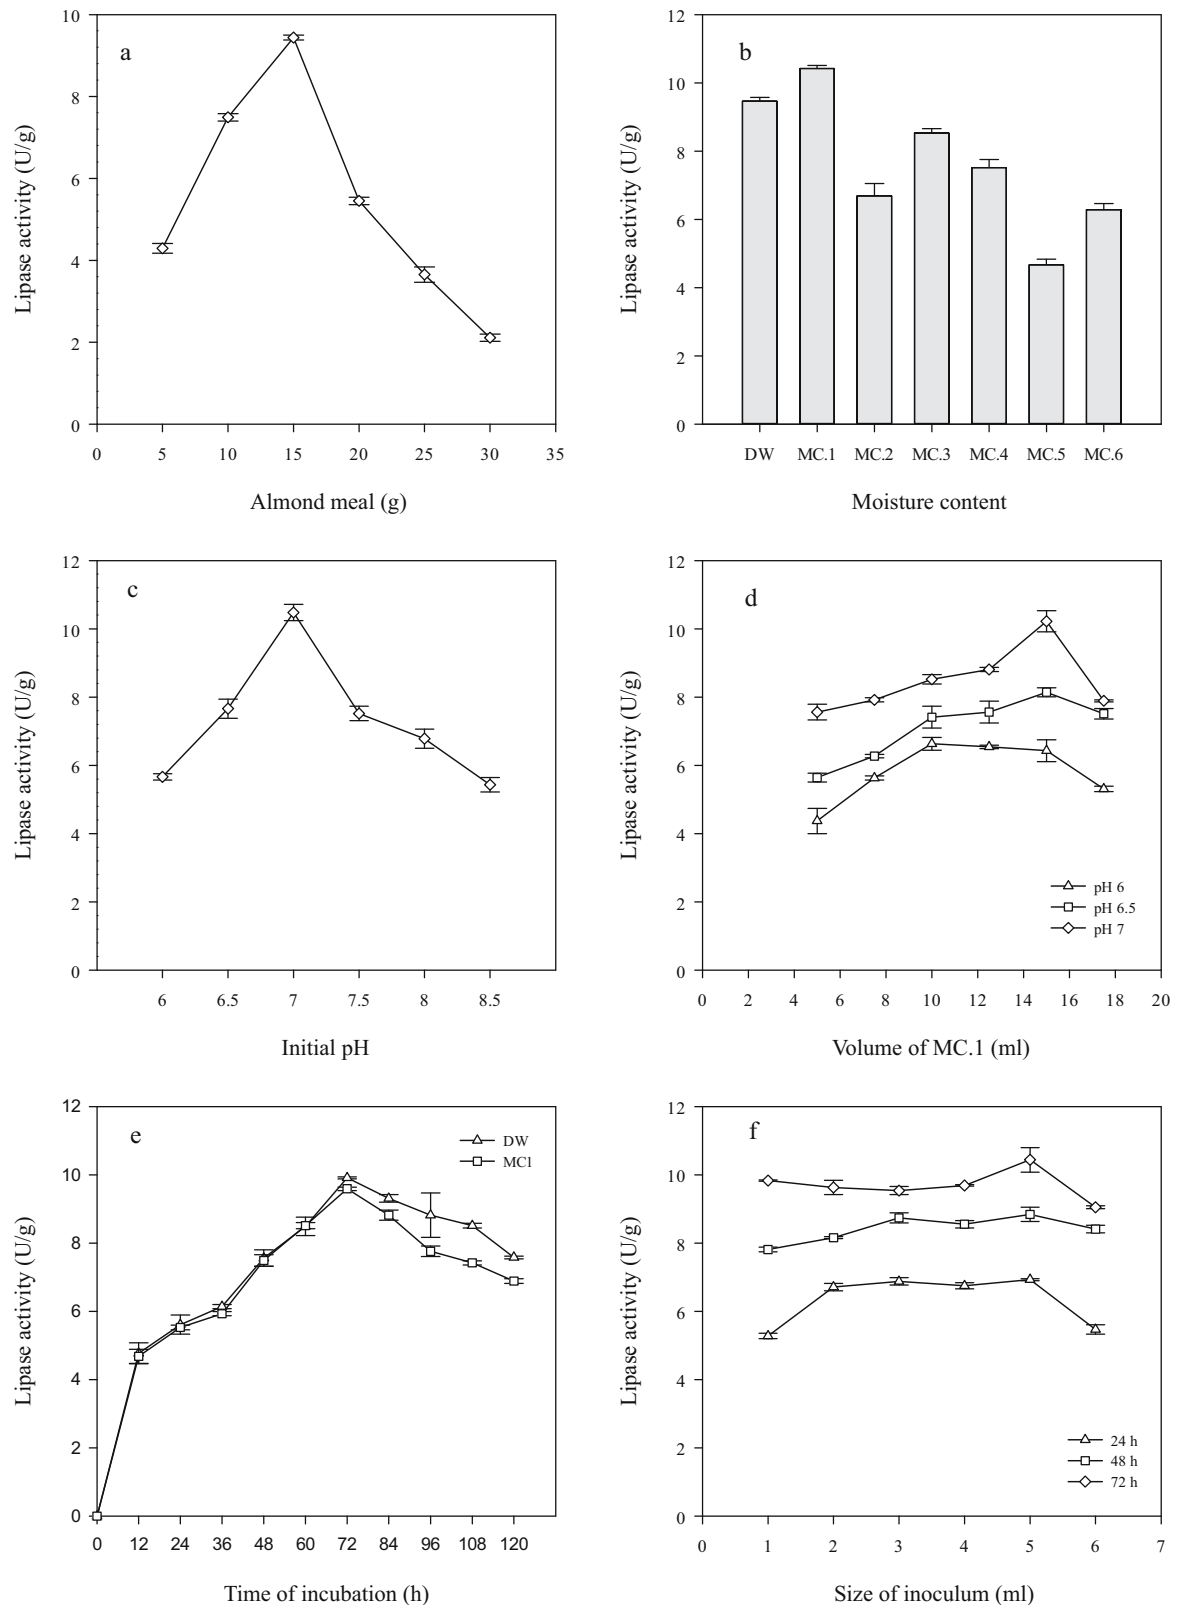 a
10
8
6
4
2
0
Lipase activity (U/g)
0 5 10 15 20 25 30 35
Almond meal (g)
b
12
10
8
6
4
2
0
Lipase activity (U/g)
DW MC.1 MC.2 MC.3 MC.4 MC.5 MC.6
Moisture content
c
12
10
8
6
4
2
0
Lipase activity (U/g)
6 6.5 7 7.5 8 8.5
Initial pH
d
12
10
8
6
4
2
0
Lipase activity (U/g)
pH 6
pH 6.5
pH 7
0 2 4 6 8 10 12 14 16 18 20
Volume of MC.1 (ml)
e
12
10
8
6
4
2
0
Lipase activity (U/g)
DW
MC1
0 12 24 36 48 60 72 84 96 108 120
Time of incubation (h)
f
12
10
8
6
4
2
0
Lipase activity (U/g)
24 h
48 h
72 h
0 1 2 3 4 5 6 7
Size of inoculum (ml)